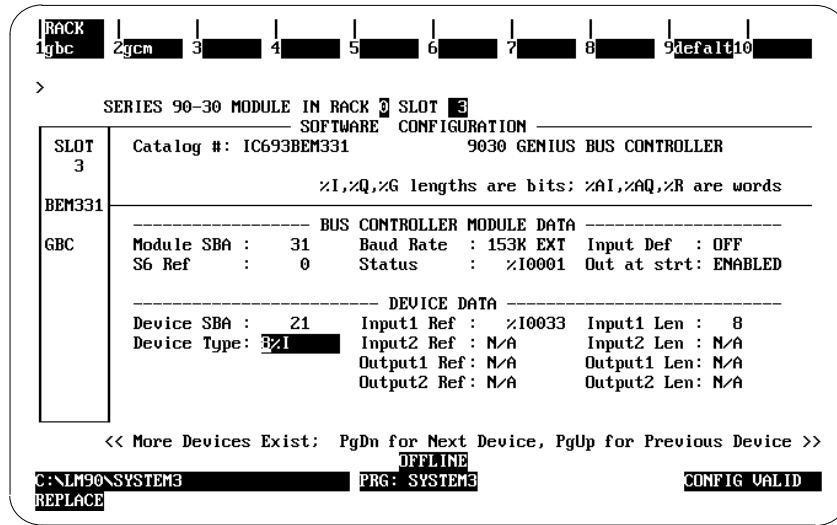 RACK
1gbc 2gcm 3 4 5 6 7 8 9defalt10
>
SERIES 90-30 MODULE IN RACK 0 SLOT 3
SOFTWARE CONFIGURATION
SLOT Catalog #: IC693BEM331 9030 GENIUS BUS CONTROLLER
3
%I,%Q,%G lengths are bits; %AI,%AQ,%R are words
BEM331
BUS CONTROLLER MODULE DATA
GBC Module SBA : 31 Baud Rate : 153K EXT Input Def : OFF
S6 Ref : 0 Status : %I0001 Out at strt: ENABLED
DEVICE DATA
Device SBA : 21 Input1 Ref : %I0033 Input1 Len : 8
Device Type: 8%I Input2 Ref : N/A Input2 Len : N/A
Output1 Ref: N/A Output1 Len: N/A
Output2 Ref: N/A Output2 Len: N/A
<< More Devices Exist; PgDn for Next Device, PgUp for Previous Device >>
OFFLINE
C:\LM90\SYSTEM3 PRG: SYSTEM3 CONFIG VALID
REPLACE